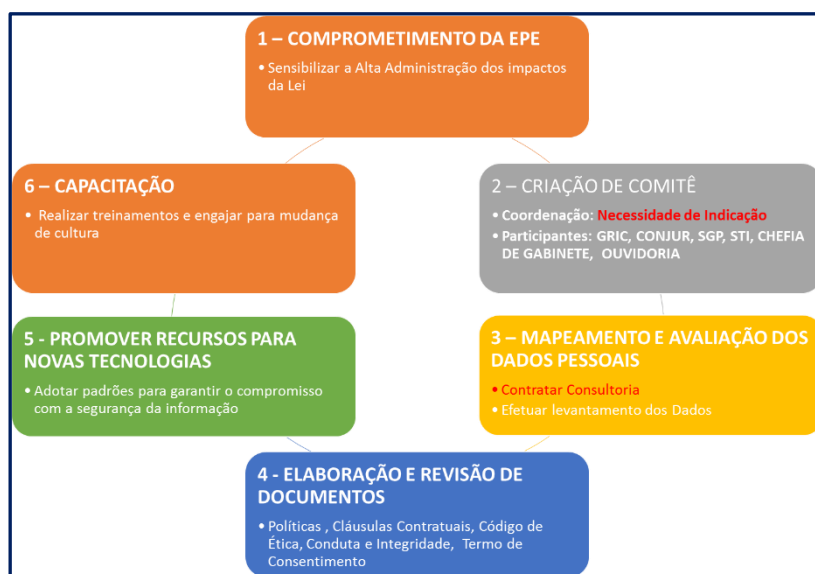 1 – COMPROMETIMENTO DA EPE
• Sensibilizar a Alta Administração dos impactos
da Lei
2 – CRIAÇÃO DE COMITÊ
• Coordenação: Necessidade de Indicação
• Participantes: GRIC, CONJUR, SGP, STI, CHEFIA
DE GABINETE, OUVIDORIA
3 – MAPEAMENTO E AVALIAÇÃO DOS
DADOS PESSOAIS
• Contratar Consultoria
• Efetuar levantamento dos Dados
4 - ELABORAÇÃO E REVISÃO DE
DOCUMENTOS
• Políticas , Cláusulas Contratuais, Código de
Ética, Conduta e Integridade, Termo de
Consentimento
5 - PROMOVER RECURSOS PARA
NOVAS TECNOLOGIAS
• Adotar padrões para garantir o compromisso
com a segurança da informação
6 – CAPACITAÇÃO
• Realizar treinamentos e engajar para mudança
de cultura